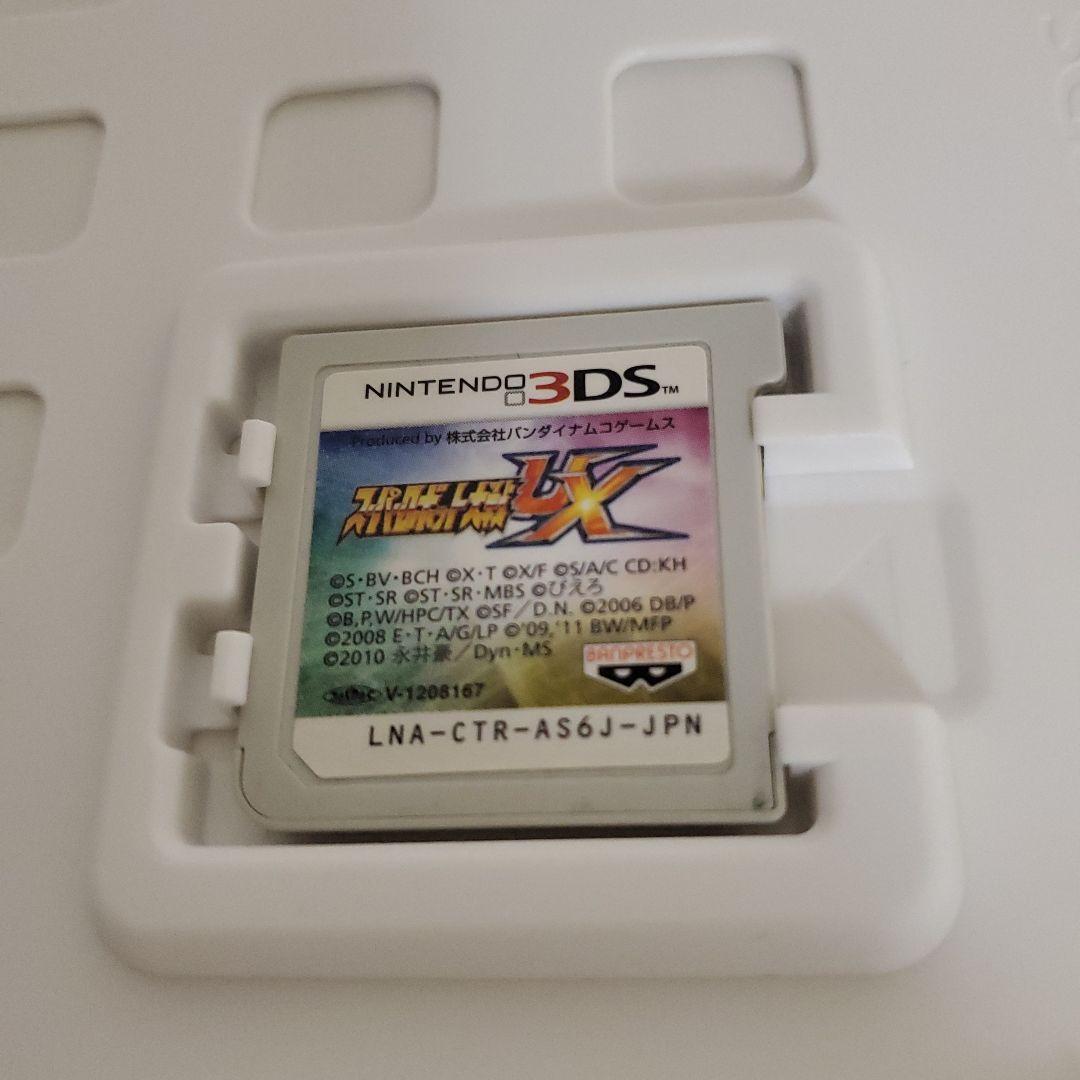 NINTENDO 3DS™
Produced by 株式会社バンダイナムコゲームス
スーパーロボット大戦 UX
©S・BV・BCH ©X・T ©X/F ©S/A/C CD:KH
©ST・SR ©ST・SR・MBS ©ぴえろ
©B,P,W/HPC/TX ©SF／D.N. ©2006 DB/P
©2008 E・T・A/G/LP ©'09,'11 BW/MFP
©2010 永井豪／Dyn・MS
BANPRESTO
V-1208167
LNA-CTR-AS6J-JPN